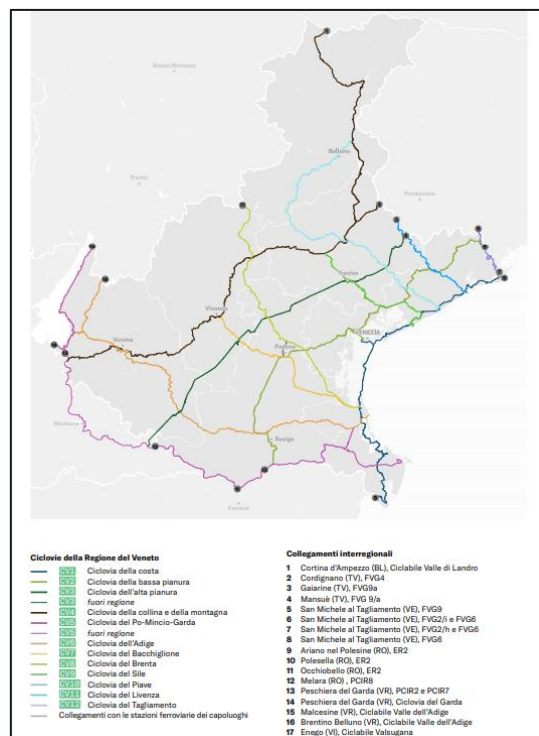 Bolzano/Bolzen
Belluno
Trento
Pordenone
Treviso
Vicenza
Verona
Padova
VENEZIA
Mantova
Rovigo
Ferrara
Ciclovie della Regione del Veneto
CV1 Ciclovia della costa
CV2 Ciclovia della bassa pianura
CV3 Ciclovia dell'alta pianura
CV3 fuori regione
CV4 Ciclovia della collina e della montagna
CV5 Ciclovia del Po-Mincio-Garda
CV5 fuori regione
CV6 Ciclovia dell'Adige
CV7 Ciclovia del Bacchiglione
CV8 Ciclovia del Brenta
CV9 Ciclovia del Sile
CV10 Ciclovia del Piave
CV11 Ciclovia del Livenza
CV12 Ciclovia del Tagliamento
Collegamenti con le stazioni ferroviarie dei capoluoghi
Collegamenti interregionali
1 Cortina d'Ampezzo (BL), Ciclabile Valle di Landro
2 Cordignano (TV), FVG4
3 Gaiarine (TV), FVG9a
4 Mansuè (TV), FVG 9/a
5 San Michele al Tagliamento (VE), FVG9
6 San Michele al Tagliamento (VE), FVG2/i e FVG6
7 San Michele al Tagliamento (VE), FVG2/h e FVG6
8 San Michele al Tagliamento (VE), FVG6
9 Ariano nel Polesine (RO), ER2
10 Polesella (RO), ER2
11 Occhiobello (RO), ER2
12 Melara (RO) , PCIR8
13 Peschiera del Garda (VR), PCIR2 e PCIR7
14 Peschiera del Garda (VR), Ciclovia del Garda
15 Malcesine (VR), Ciclabile Valle dell'Adige
16 Brentino Belluno (VR), Ciclabile Valle dell'Adige
17 Enego (VI), Ciclabile Valsugana